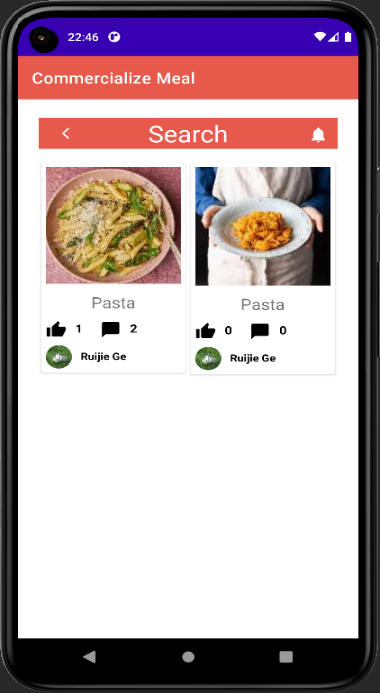 22:46
Commercialize Meal
Search
Pasta
1 2
Ruijie Ge
Pasta
0 0
Ruijie Ge